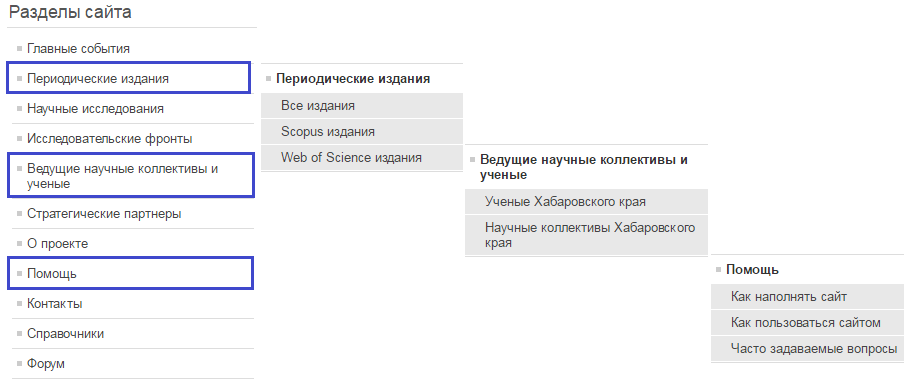 Разделы сайта
Главные события
Периодические издания
Научные исследования
Исследовательские фронты
Ведущие научные коллективы и
ученые
Стратегические партнеры
О проекте
Помощь
Контакты
Справочники
Форум
Периодические издания
Все издания
Scopus издания
Web of Science издания
Ведущие научные коллективы и
ученые
Ученые Хабаровского края
Научные коллективы Хабаровского
края
Помощь
Как наполнять сайт
Как пользоваться сайтом
Часто задаваемые вопросы